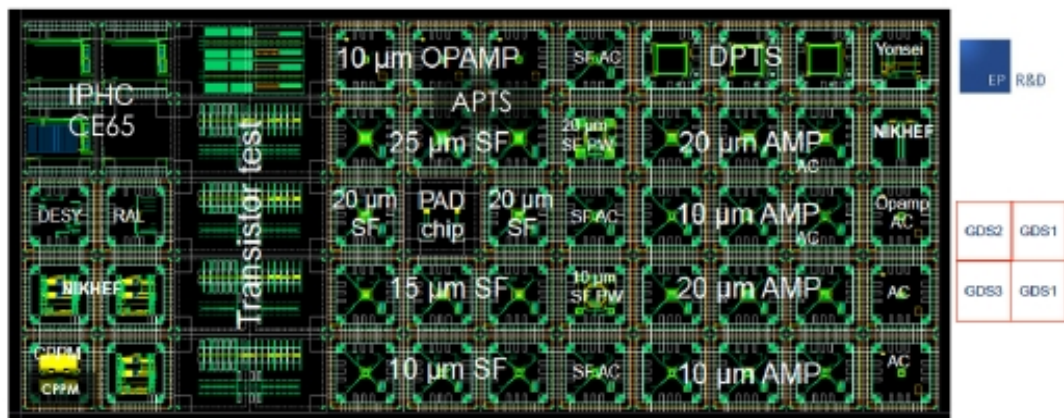 10 µm OPAMP
SF AC
DPTS
Yonsei
EP R&D
IPHC
CE65
APTS
Transistor test
25 µm SF
20 µm
SF PW
20 µm AMP
AC
NIKHEF
DESY
RAL
20 µm
SF
PAD
chip
20 µm
SF
SF AC
10 µm AMP
AC
Opamp
AC
GDS2 GDS1
NIKHEF
15 µm SF
10 µm
SF PW
20 µm AMP
AC
GDS3 GDS1
CPPM
CPPM
10 µm SF
SF AC
10 µm AMP
AC